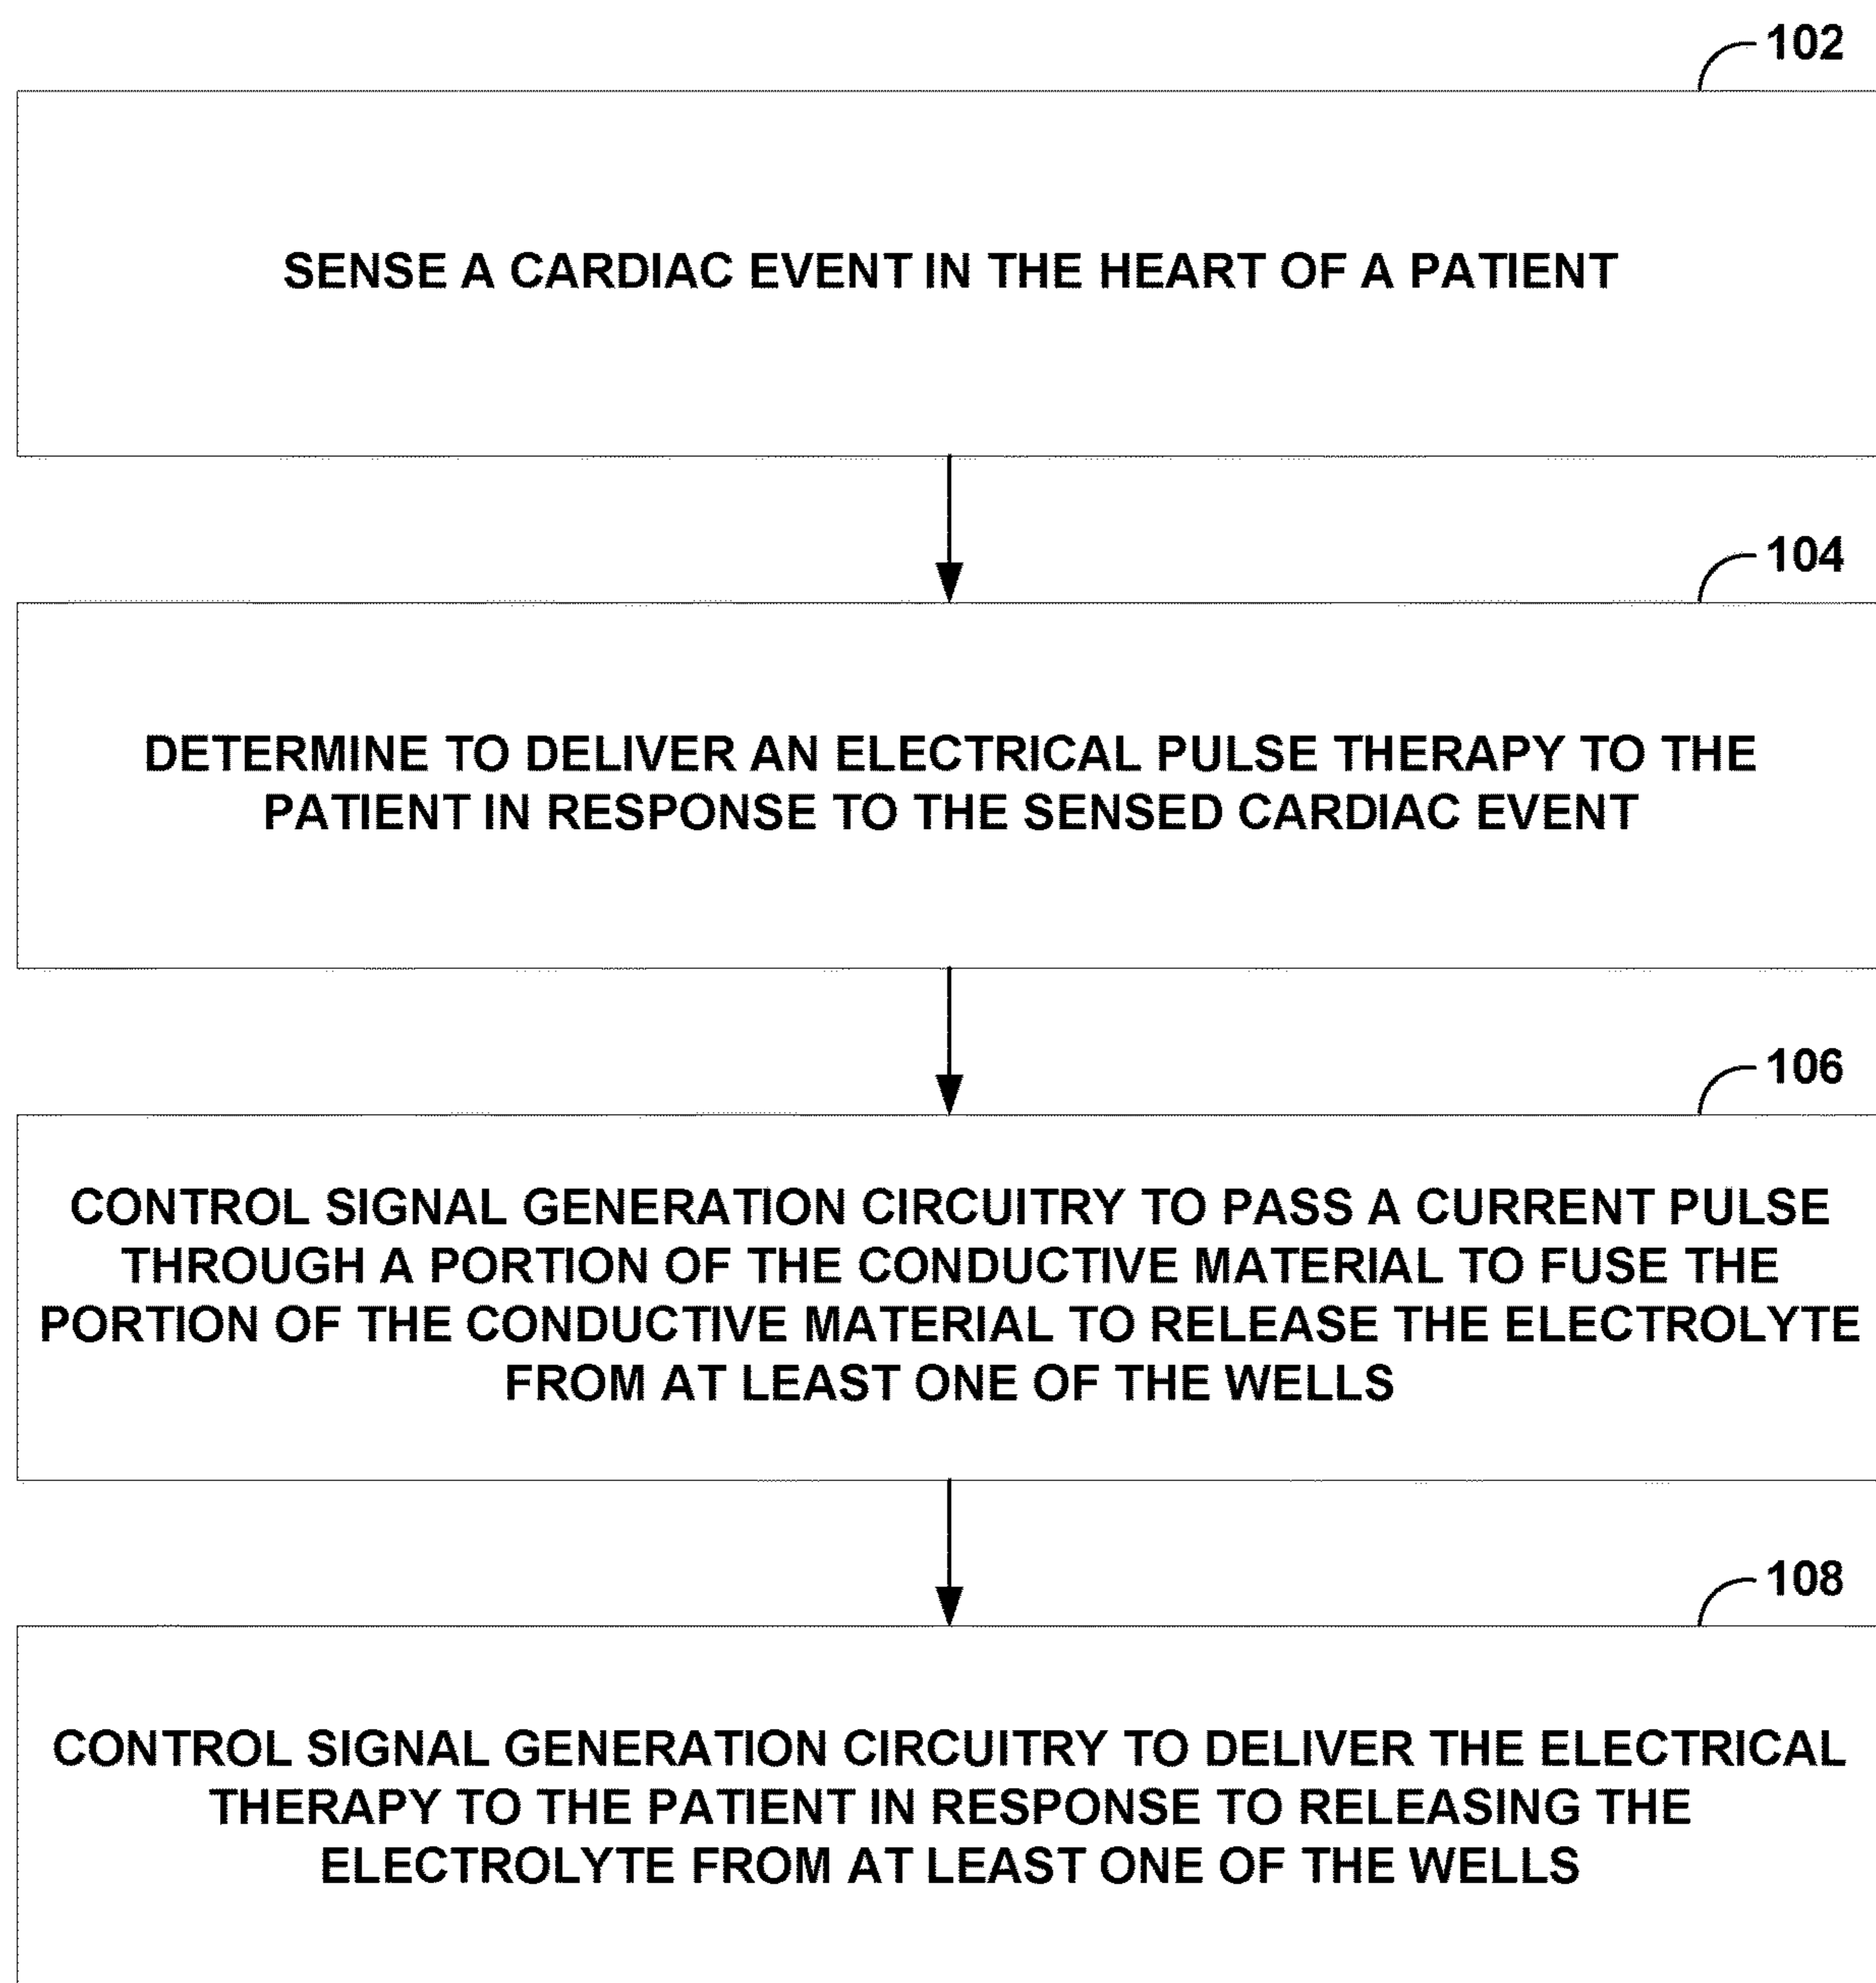 102
SENSE A CARDIAC EVENT IN THE HEART OF A PATIENT
104
DETERMINE TO DELIVER AN ELECTRICAL PULSE THERAPY TO THE
PATIENT IN RESPONSE TO THE SENSED CARDIAC EVENT
106
CONTROL SIGNAL GENERATION CIRCUITRY TO PASS A CURRENT PULSE
THROUGH A PORTION OF THE CONDUCTIVE MATERIAL TO FUSE THE
PORTION OF THE CONDUCTIVE MATERIAL TO RELEASE THE ELECTROLYTE
FROM AT LEAST ONE OF THE WELLS
108
CONTROL SIGNAL GENERATION CIRCUITRY TO DELIVER THE ELECTRICAL
THERAPY TO THE PATIENT IN RESPONSE TO RELEASING THE
ELECTROLYTE FROM AT LEAST ONE OF THE WELLS